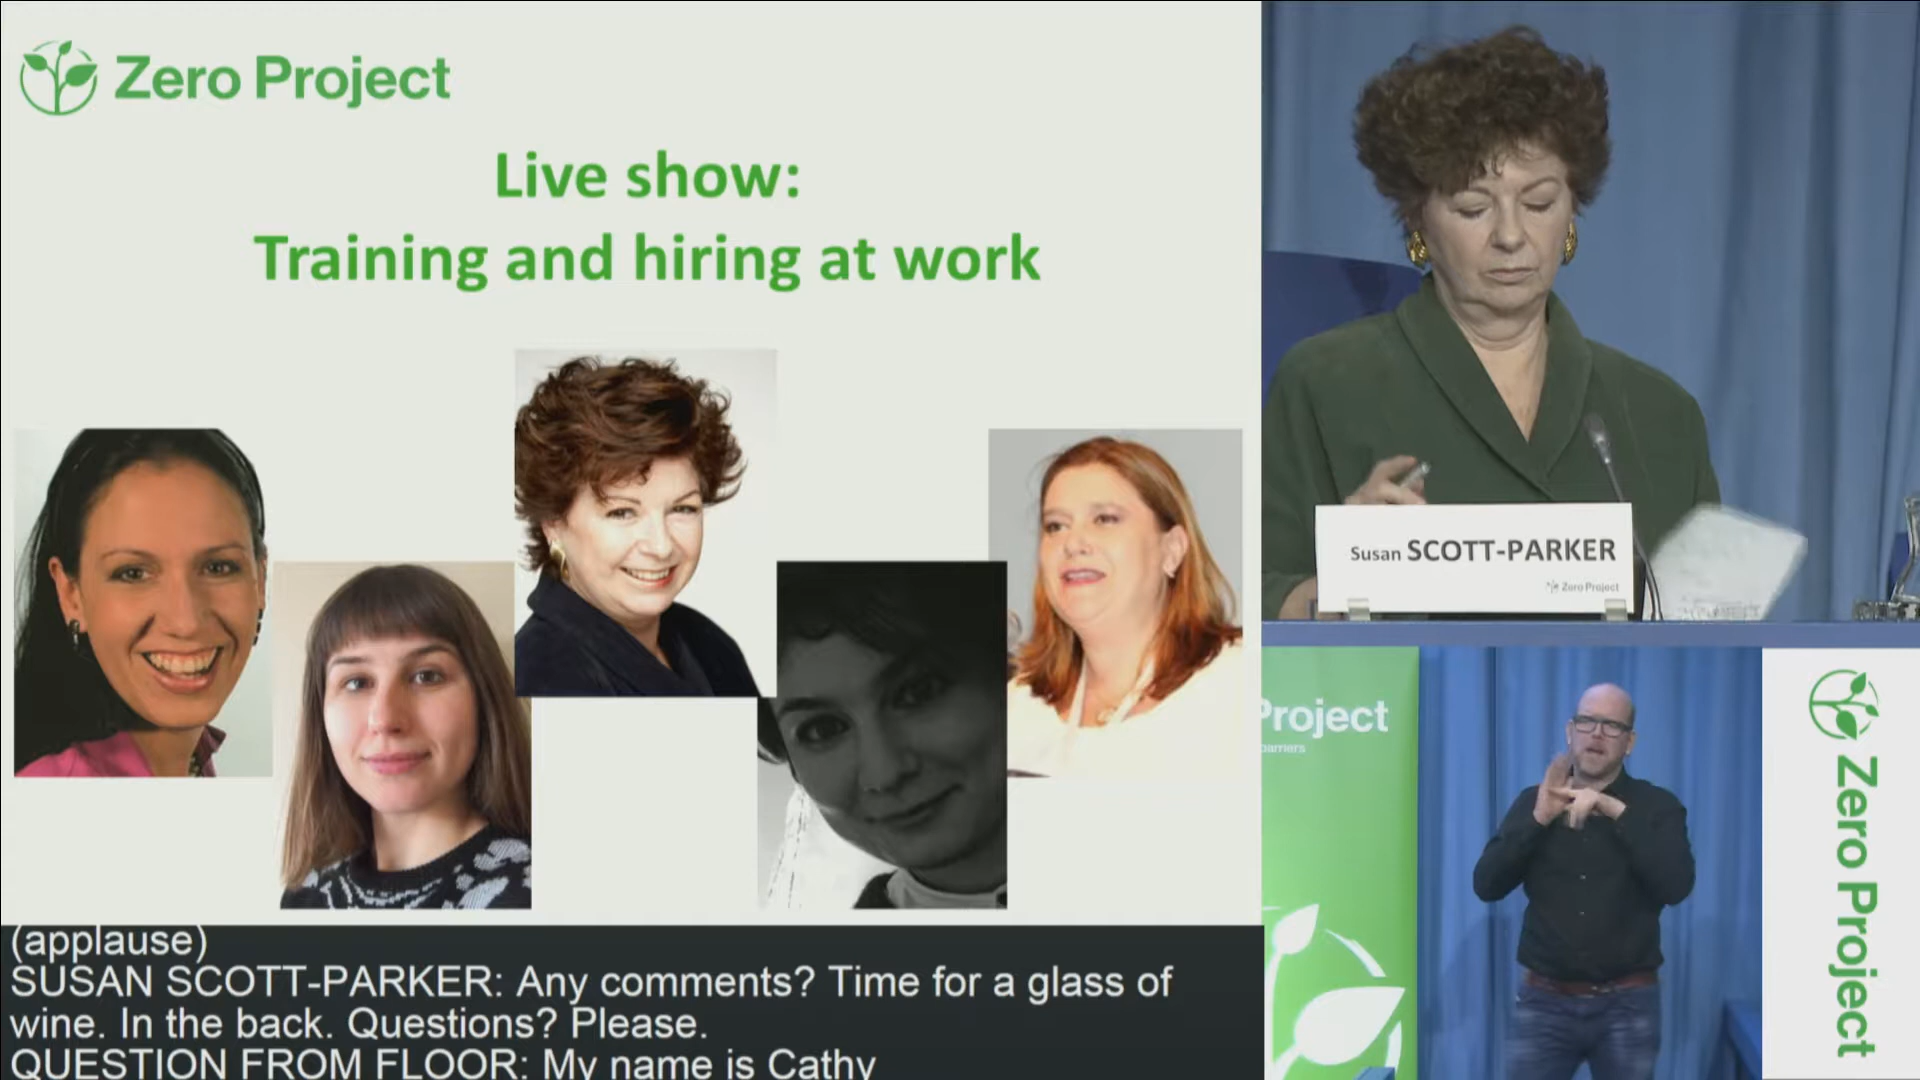 Zero Project
Live show:
Training and hiring at work
Susan SCOTT-PARKER
Zero Project
Project
barriers
Zero Project
(applause)
SUSAN SCOTT-PARKER: Any comments? Time for a glass of
wine. In the back. Questions? Please.
QUESTION FROM FLOOR: My name is Cathy